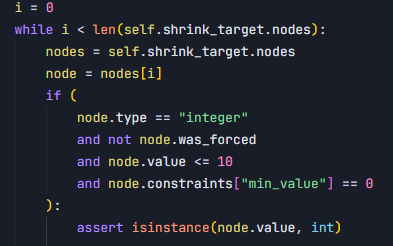 i = 0
while i < len(self.shrink_target.nodes):
    nodes = self.shrink_target.nodes
    node = nodes[i]
    if (
        node.type == "integer"
        and not node.was_forced
        and node.value <= 10
        and node.constraints["min_value"] == 0
    ):
        assert isinstance(node.value, int)